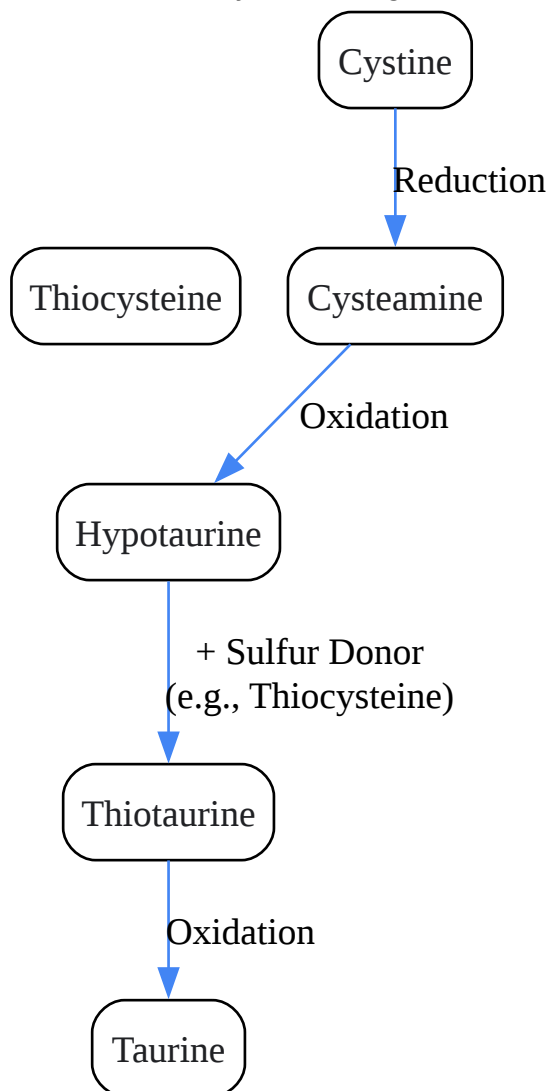 Cystine
Reduction
Thiocysteine
Cysteamine
Oxidation
Hypotaurine
+ Sulfur Donor
(e.g., Thiocysteine)
Thiotaurine
Oxidation
Taurine